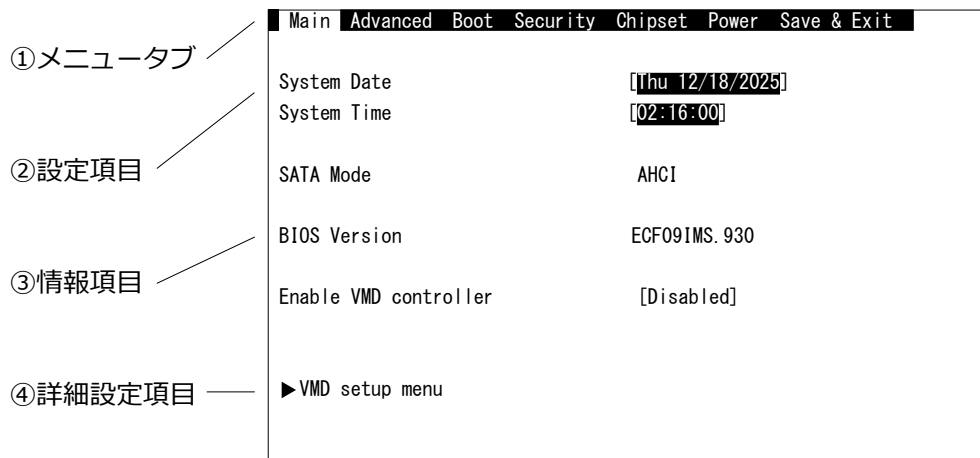 Main Advanced Boot Security Chipset Power Save & Exit
①メニュータブ
System Date [Thu 12/18/2025]
System Time [02:16:00]
②設定項目
SATA Mode AHCI
BIOS Version ECF09IMS.930
③情報項目
Enable VMD controller [Disabled]
④詳細設定項目
▶VMD setup menu